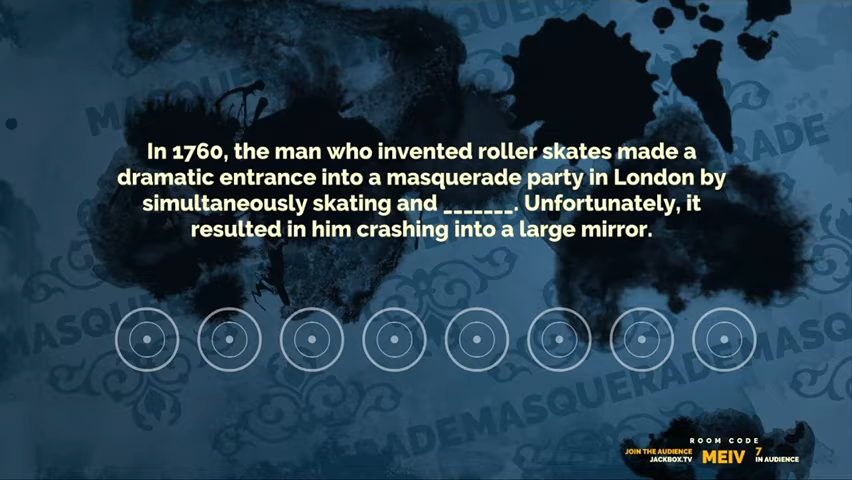 In 1760, the man who invented roller skates made a
dramatic entrance into a masquerade party in London by
simultaneously skating and _______. Unfortunately, it
resulted in him crashing into a large mirror.
MASQUERADE
MASQUERADEMASQUERADEMASQUERADE
ROOM CODE
JOIN THE AUDIENCE
JACKBOX.TV
MEIV
7
IN AUDIENCE